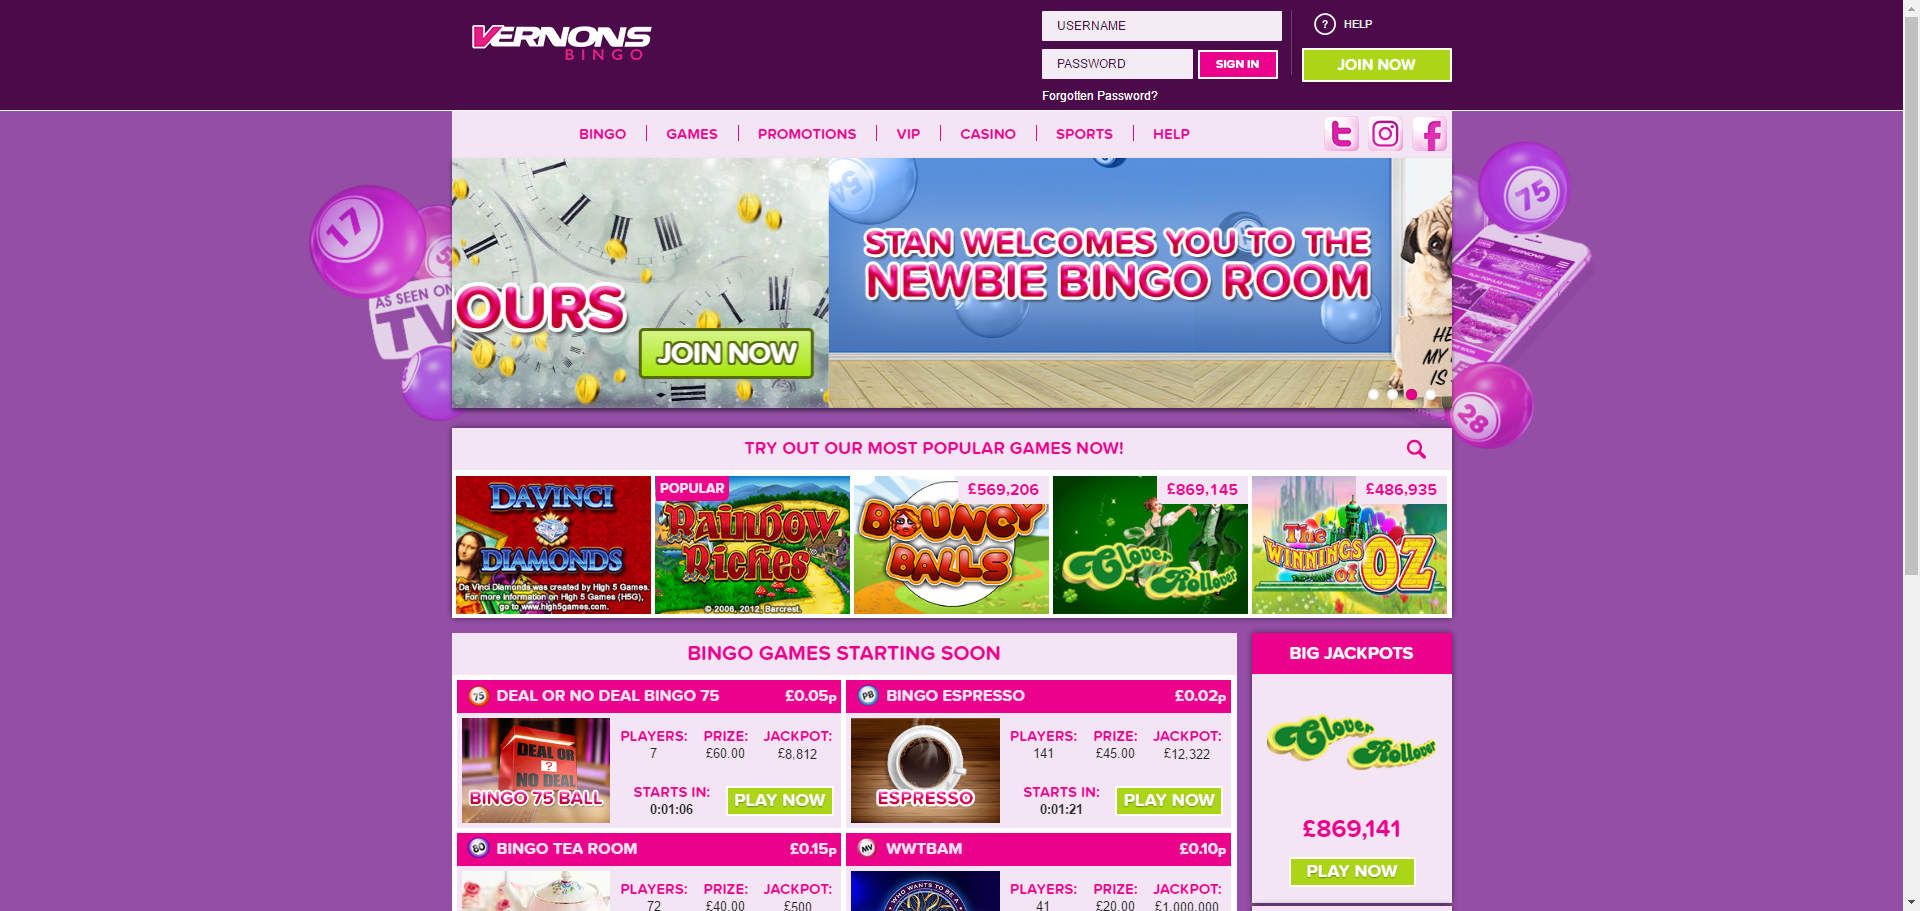 VERNONS
BINGO
USERNAME
PASSWORD
SIGN IN
Forgotten Password?
? HELP
JOIN NOW
BINGO
GAMES
PROMOTIONS
VIP
CASINO
SPORTS
HELP
17
AS SEEN ON
TV
OURS
JOIN NOW
54
STAN WELCOMES YOU TO THE
NEWBIE BINGO ROOM
HE
MY
IS
75
28
TRY OUT OUR MOST POPULAR GAMES NOW!
DAVINCI
DIAMONDS
Da Vinci Diamonds was created by High 5 Games.
For more information on High 5 Games (H5G),
go to www.high5games.com.
POPULAR
Rainbow
Riches
© 2006, 2012, Barcrest.
£569,206
BOUNCY
BALLS
£869,145
Clover
Rollover
£486,935
The
WINNINGS
of OZ
BINGO GAMES STARTING SOON
75 DEAL OR NO DEAL BINGO 75 £0.05p
DEAL OR
?
NO DEAL
BINGO 75 BALL
PLAYERS: PRIZE: JACKPOT:
7 £60.00 £8,812
STARTS IN:
0:01:06
PLAY NOW
PB BINGO ESPRESSO £0.02p
ESPRESSO
PLAYERS: PRIZE: JACKPOT:
141 £45.00 £12,322
STARTS IN:
0:01:21
PLAY NOW
80 BINGO TEA ROOM £0.15p
PLAYERS: PRIZE: JACKPOT:
72 £40.00 £500
MV WWTBAM £0.10p
WHO WANTS TO BE A
PLAYERS: PRIZE: JACKPOT:
41 £20.00 £1,000,000
BIG JACKPOTS
Clover
Rollover
£869,141
PLAY NOW